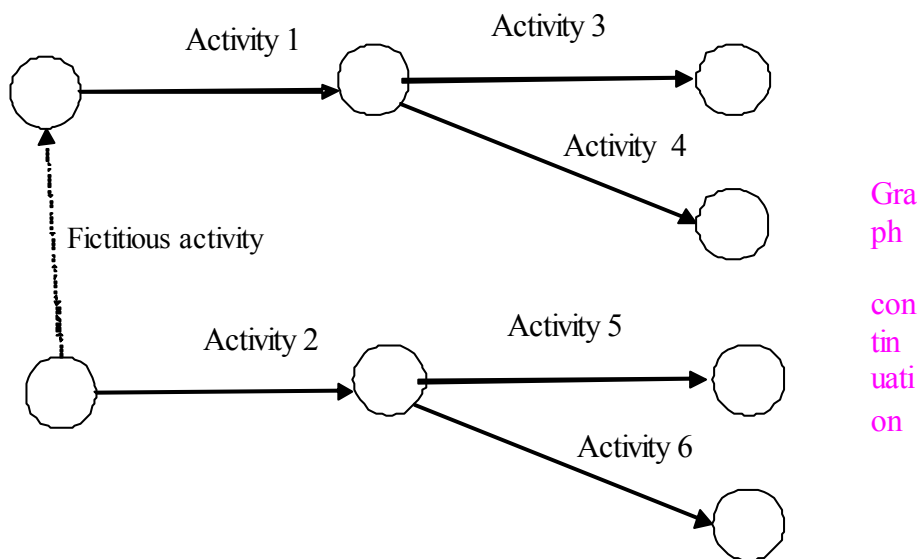 Activity 1
Activity 3
Activity 4
Fictitious activity
Activity 2
Activity 5
Activity 6
Gra
ph
con
tin
uati
on